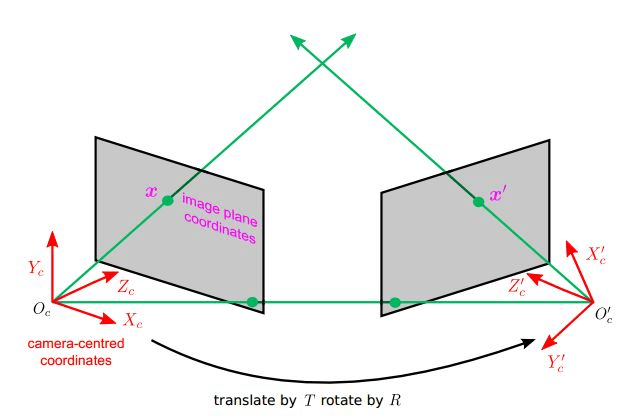 x
image plane
coordinates
x′
Y_c
Z_c
X_c
O_c
camera-centred
coordinates
X′_c
Z′_c
O′_c
Y′_c
translate by T rotate by R